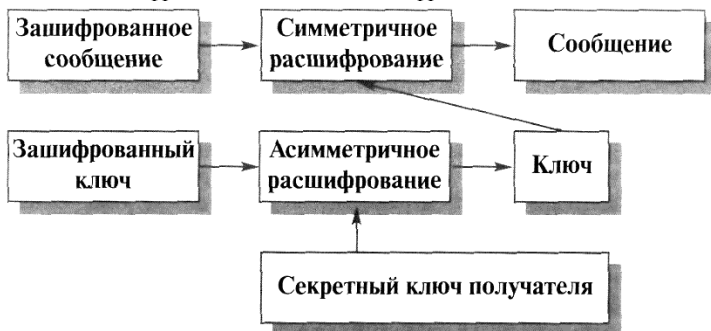 Зашифрованное
сообщение
Симметричное
расшифрование
Сообщение
Зашифрованный
ключ
Асимметричное
расшифрование
Ключ
Секретный ключ получателя